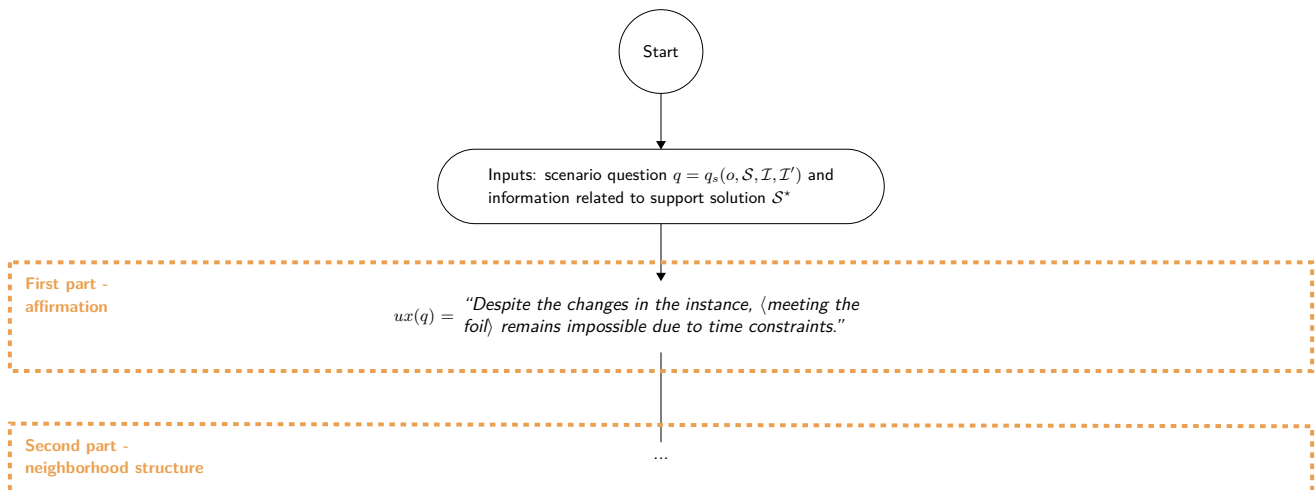 Start
Inputs: scenario question q = q_s(o, 𝒮, ℐ, ℐ′) and
information related to support solution 𝒮⋆
First part -
affirmation
ux(q) = “Despite the changes in the instance, ⟨meeting the
foil⟩ remains impossible due to time constraints.”
Second part -
neighborhood structure
...